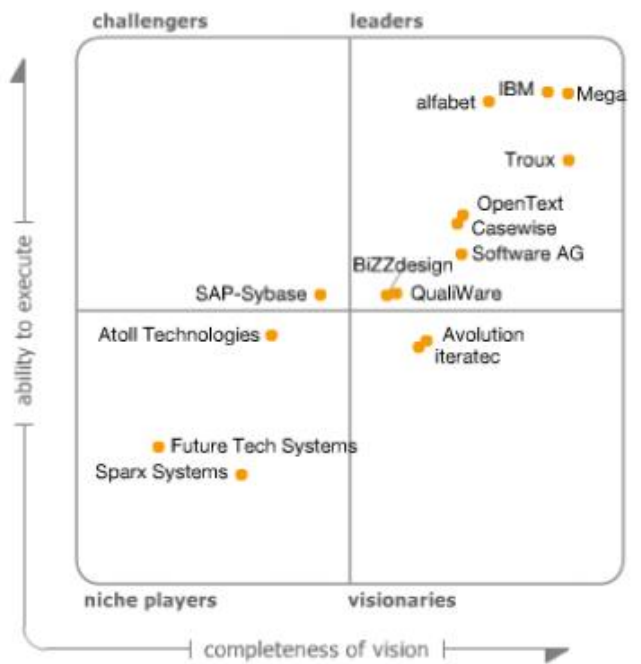 challengers
leaders
IBM
Mega
alfabet
Troux
OpenText
Casewise
Software AG
BiZZdesign
SAP-Sybase
QualiWare
Atoll Technologies
Avolution
iteratec
Future Tech Systems
Sparx Systems
niche players
visionaries
ability to execute
completeness of vision